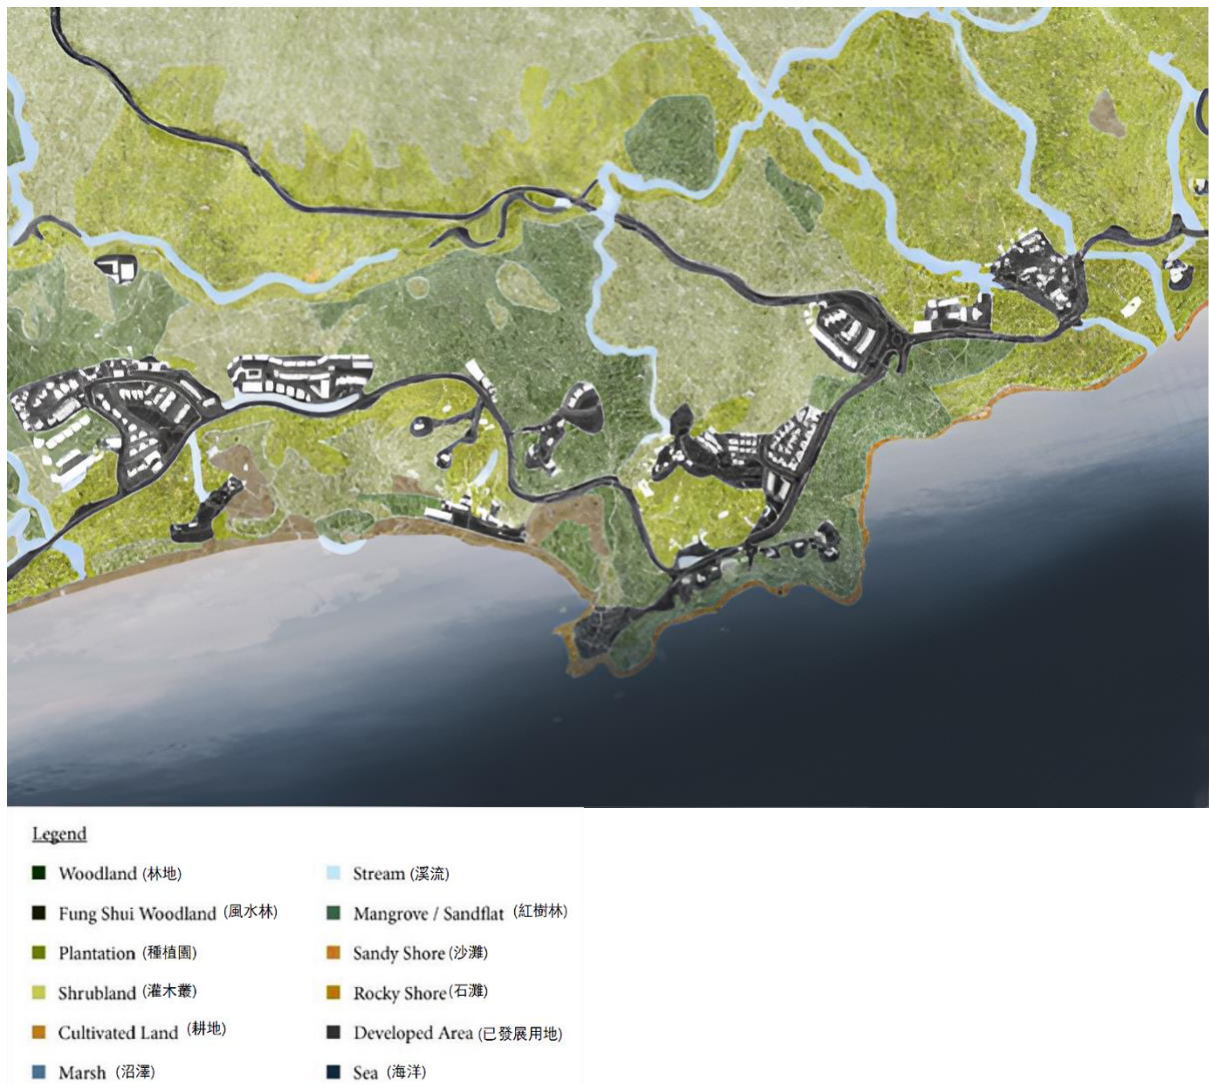 Legend
Woodland (林地)
Fung Shui Woodland (風水林)
Plantation (種植園)
Shrubland (灌木叢)
Cultivated Land (耕地)
Marsh (沼澤)
Stream (溪流)
Mangrove / Sandflat (紅樹林)
Sandy Shore (沙灘)
Rocky Shore (石灘)
Developed Area (已發展用地)
Sea (海洋)